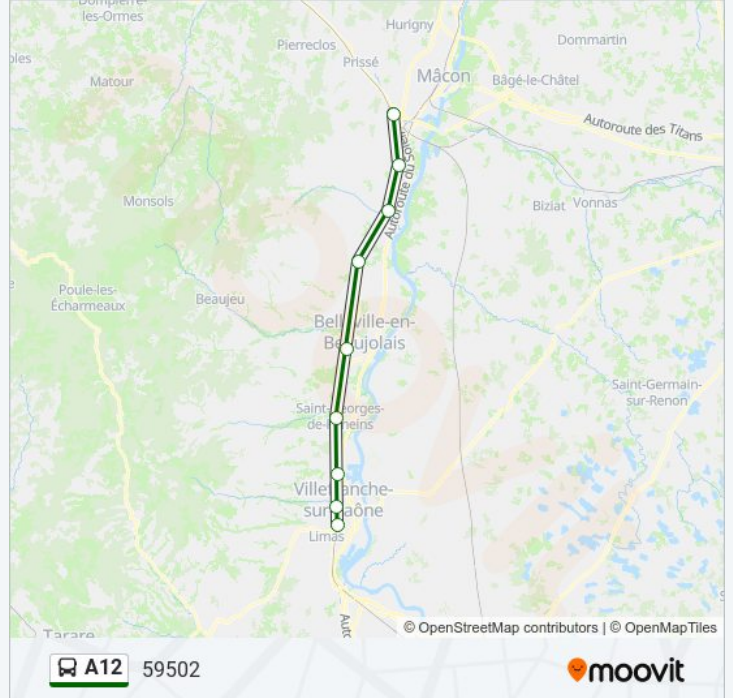 Dompierre-
les-Ormes
Hurigny
Pierreclos
Dommartin
Prissé
oles
Mâcon
Bâgé-le-Châtel
Matour
Autoroute des Titans
Autoroute du Soleil
Monsols
Biziat
Vonnas
Poule-les-
Écharmeaux
Beaujeu
Belleville-en-
Beaujolais
Saint-Germain-
sur-Renon
Saint-Georges-
de-Reneins
Villefranche-
sur-Saône
Limas
Auto
Tarare
© OpenStreetMap contributors | © OpenMapTiles
A12 59502
moovit